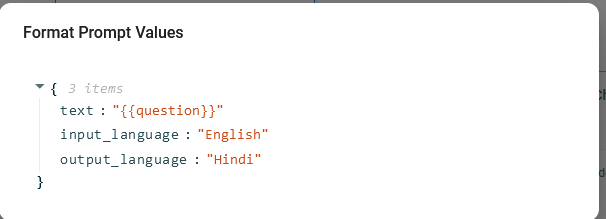 Format Prompt Values
{ 3 items
text : "{{question}}"
input_language : "English"
output_language : "Hindi"
}